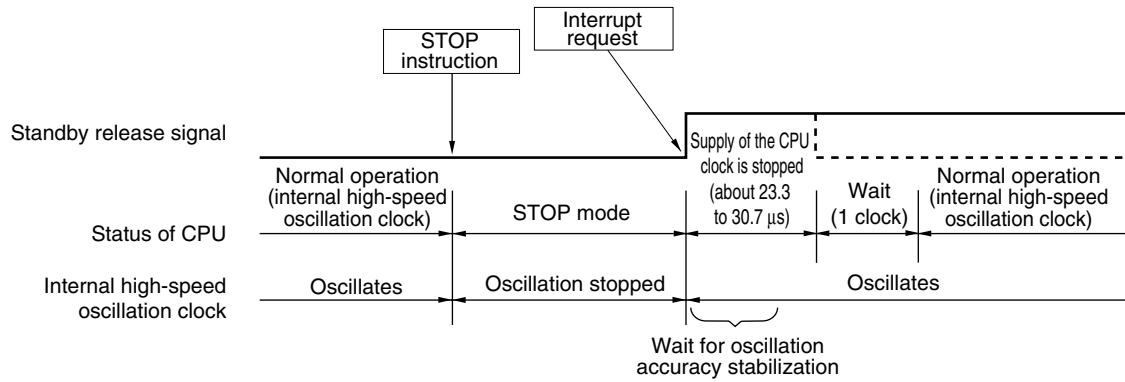 Interrupt
request
STOP
instruction
Standby release signal
Supply of the CPU
clock is stopped
(about 23.3
to 30.7 μs)
Normal operation
(internal high-speed
oscillation clock)
STOP mode
Wait
(1 clock)
Normal operation
(internal high-speed
oscillation clock)
Status of CPU
Internal high-speed
oscillation clock
Oscillates
Oscillation stopped
Oscillates
Wait for oscillation
accuracy stabilization